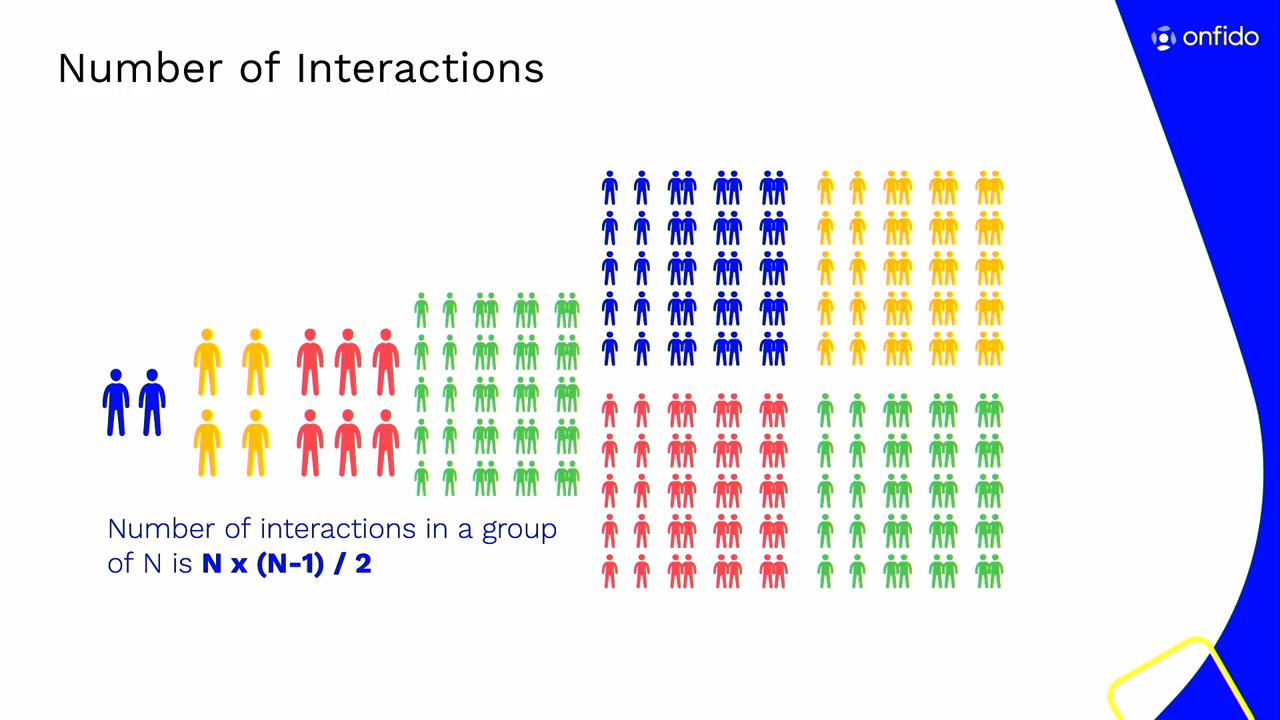 onfido
Number of Interactions
Number of interactions in a group
of N is N x (N-1) / 2